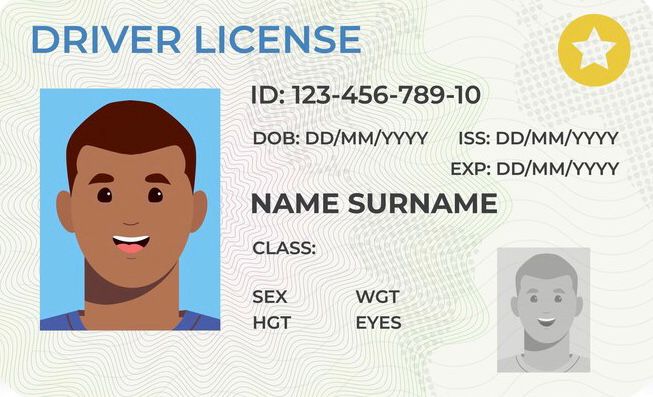 DRIVER LICENSE
ID: 123-456-789-10
DOB: DD/MM/YYYY ISS: DD/MM/YYYY
EXP: DD/MM/YYYY
NAME SURNAME
CLASS:
SEX WGT
HGT EYES